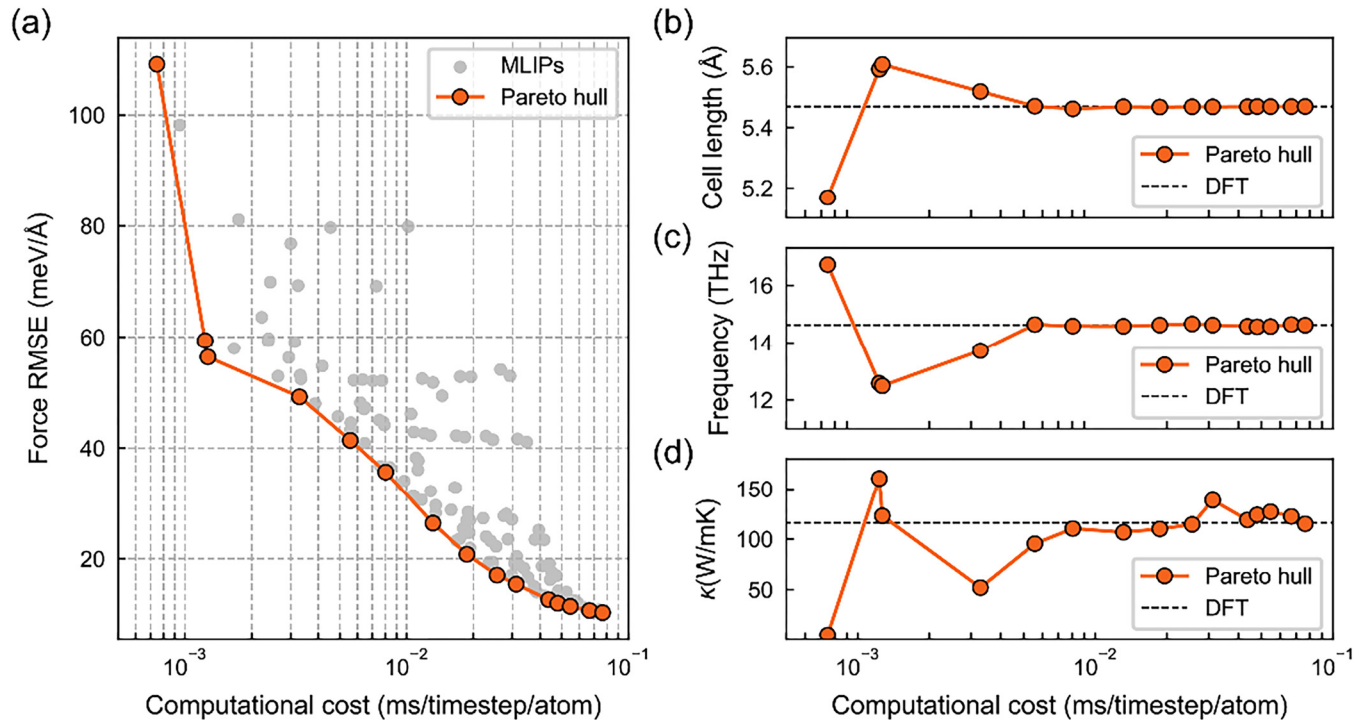 (a)
Force RMSE (meV/Å)
100
80
60
40
20
MLIPs
Pareto hull
10⁻³
10⁻²
10⁻¹
Computational cost (ms/timestep/atom)
(b)
Cell length (Å)
5.6
5.4
5.2
Pareto hull
DFT
(c)
Frequency (THz)
16
14
12
Pareto hull
DFT
(d)
κ(W/mK)
150
100
50
Pareto hull
DFT
10⁻³
10⁻²
10⁻¹
Computational cost (ms/timestep/atom)